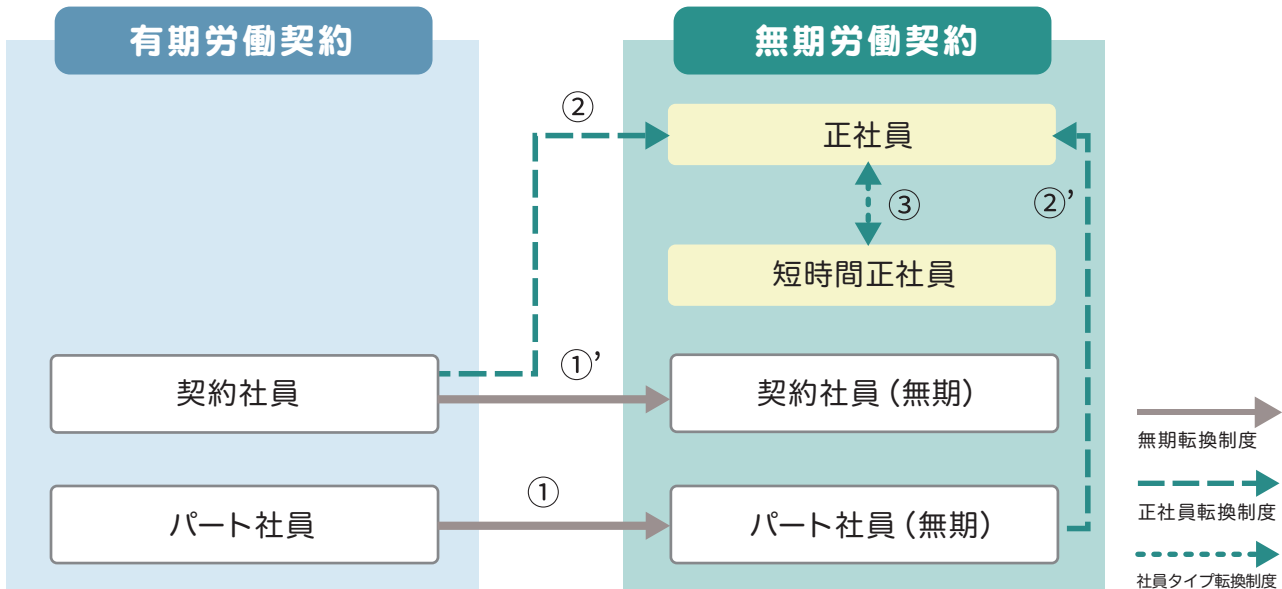 有期労働契約
無期労働契約
②
正社員
③
②’
短時間正社員
契約社員
①’
契約社員（無期）
パート社員
①
パート社員（無期）
無期転換制度
正社員転換制度
社員タイプ転換制度